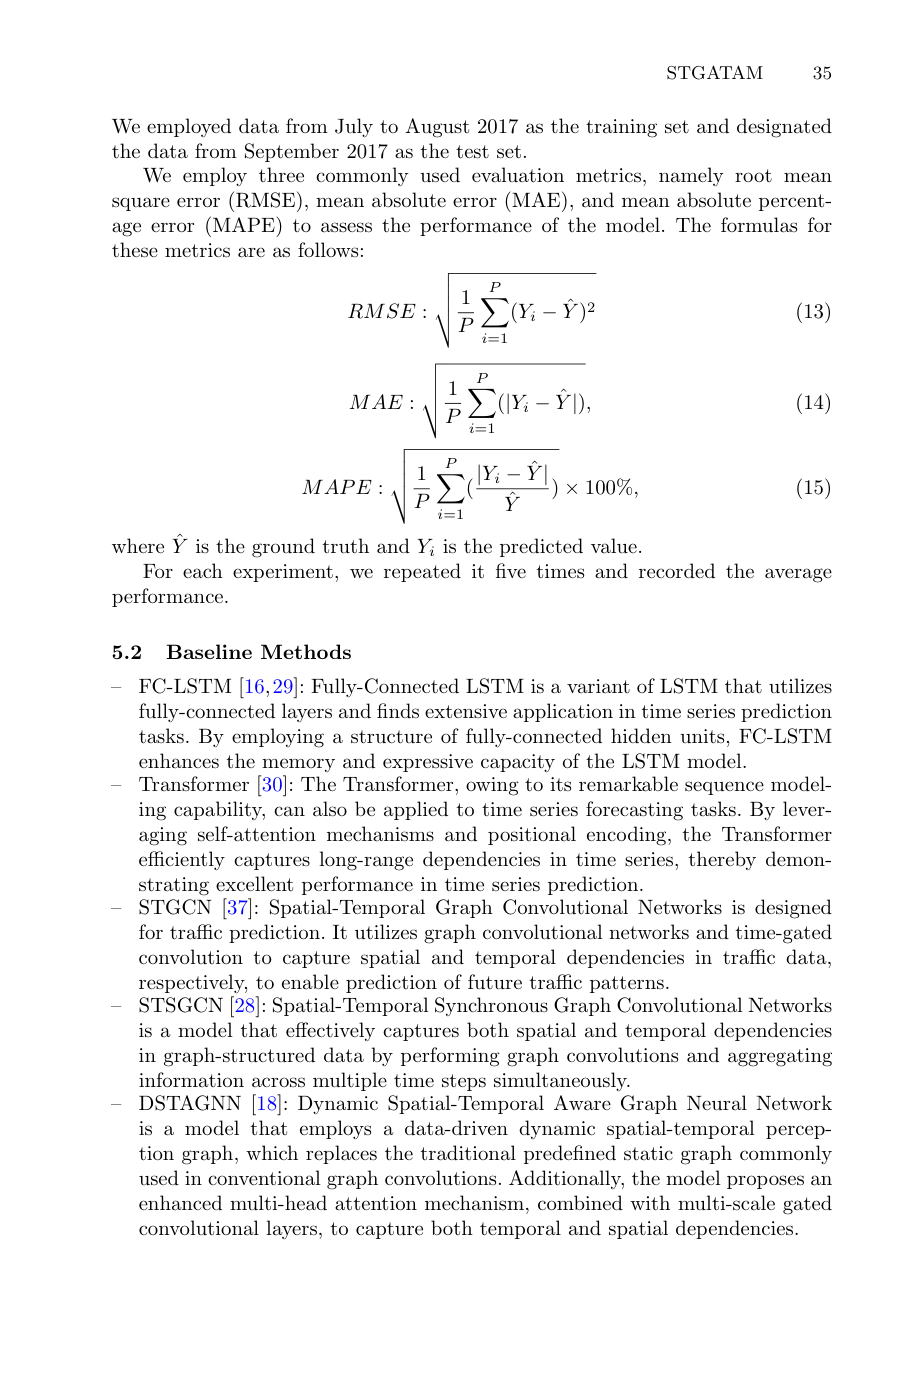 STGATAM 35
We employed data from July to August 2017 as the training set and designated
the data from September 2017 as the test set.
We employ three commonly used evaluation metrics, namely root mean
square error (RMSE), mean absolute error (MAE), and mean absolute percent-
age error (MAPE) to assess the performance of the model. The formulas for
these metrics are as follows:
RMSE : √(1/P ∑_{i=1}^{P} (Y_i − Ŷ)²) (13)
MAE : √(1/P ∑_{i=1}^{P} (|Y_i − Ŷ|)), (14)
MAPE : √(1/P ∑_{i=1}^{P} (|Y_i − Ŷ|/Ŷ)) × 100%, (15)
where Ŷ is the ground truth and Y_i is the predicted value.
For each experiment, we repeated it five times and recorded the average
performance.
5.2 Baseline Methods
– FC-LSTM [16,29]: Fully-Connected LSTM is a variant of LSTM that utilizes
fully-connected layers and finds extensive application in time series prediction
tasks. By employing a structure of fully-connected hidden units, FC-LSTM
enhances the memory and expressive capacity of the LSTM model.
– Transformer [30]: The Transformer, owing to its remarkable sequence model-
ing capability, can also be applied to time series forecasting tasks. By lever-
aging self-attention mechanisms and positional encoding, the Transformer
efficiently captures long-range dependencies in time series, thereby demon-
strating excellent performance in time series prediction.
– STGCN [37]: Spatial-Temporal Graph Convolutional Networks is designed
for traffic prediction. It utilizes graph convolutional networks and time-gated
convolution to capture spatial and temporal dependencies in traffic data,
respectively, to enable prediction of future traffic patterns.
– STSGCN [28]: Spatial-Temporal Synchronous Graph Convolutional Networks
is a model that effectively captures both spatial and temporal dependencies
in graph-structured data by performing graph convolutions and aggregating
information across multiple time steps simultaneously.
– DSTAGNN [18]: Dynamic Spatial-Temporal Aware Graph Neural Network
is a model that employs a data-driven dynamic spatial-temporal percep-
tion graph, which replaces the traditional predefined static graph commonly
used in conventional graph convolutions. Additionally, the model proposes an
enhanced multi-head attention mechanism, combined with multi-scale gated
convolutional layers, to capture both temporal and spatial dependencies.